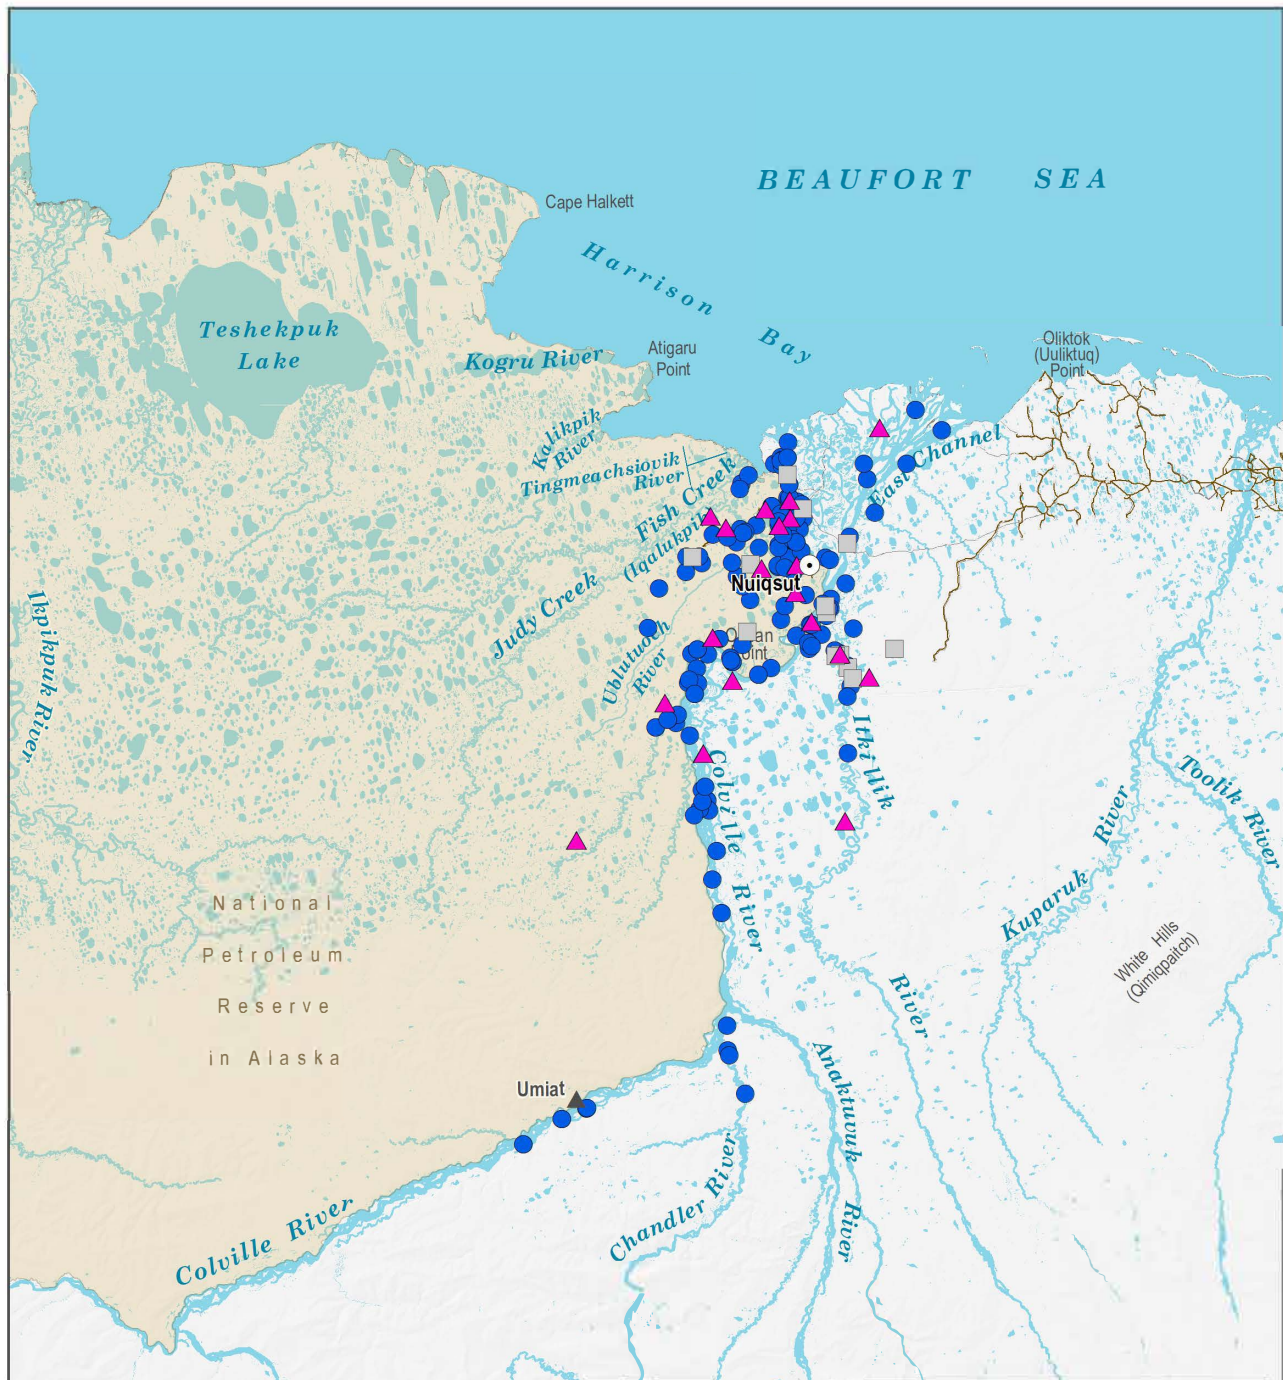 BEAUFORT SEA
Cape Halkett
Harrison Bay
Teshekpuk
Lake
Kogru River
Atigaru
Point
Oliktok
(Uuliktuq)
Point
Kalikpik
River
Tingmeachsiovik
River
Fish Creek
(Iqalukpik
East Channel
Judy Creek
Nuiqsut
Ublutuoch
River
Point
Ikpikpuk River
Itkillik
River
Colville
River
Toolik River
Kuparuk River
White Hills
(Qimiqpaitch)
National
Petroleum
Reserve
in Alaska
Umiat
Anaktuvuk
River
Chandler River
Colville River